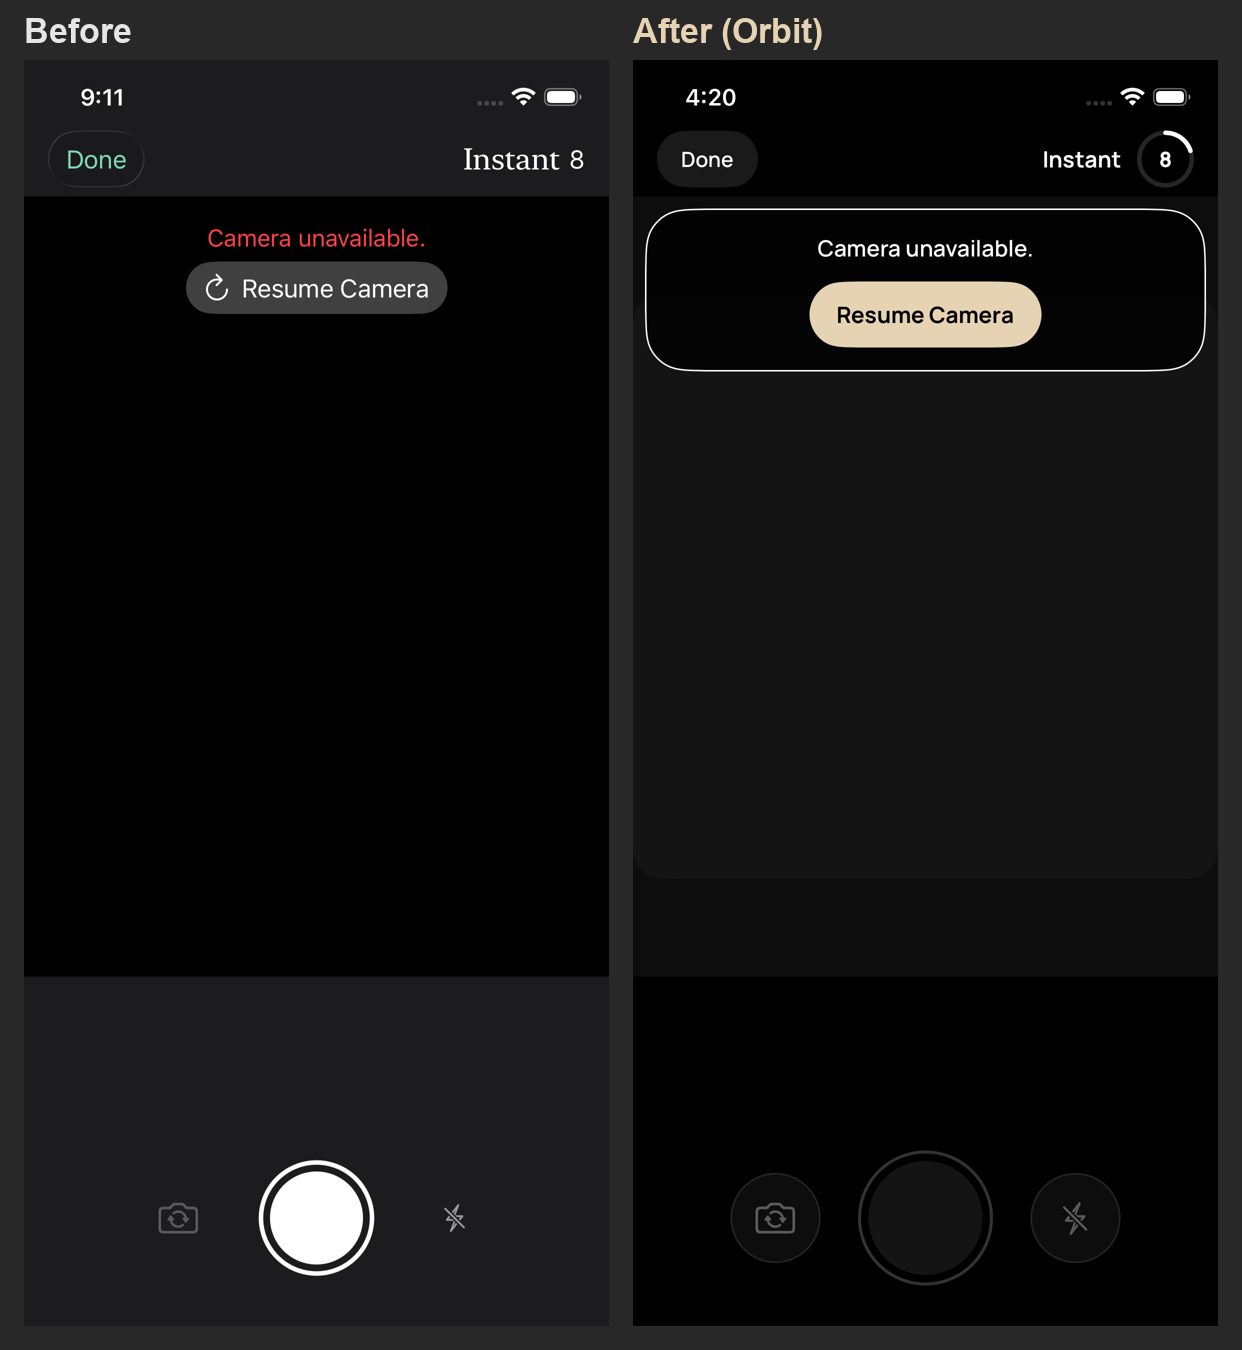 Before
9:11
Done
Instant 8
Camera unavailable.
Resume Camera
After (Orbit)
4:20
Done
Instant 8
Camera unavailable.
Resume Camera